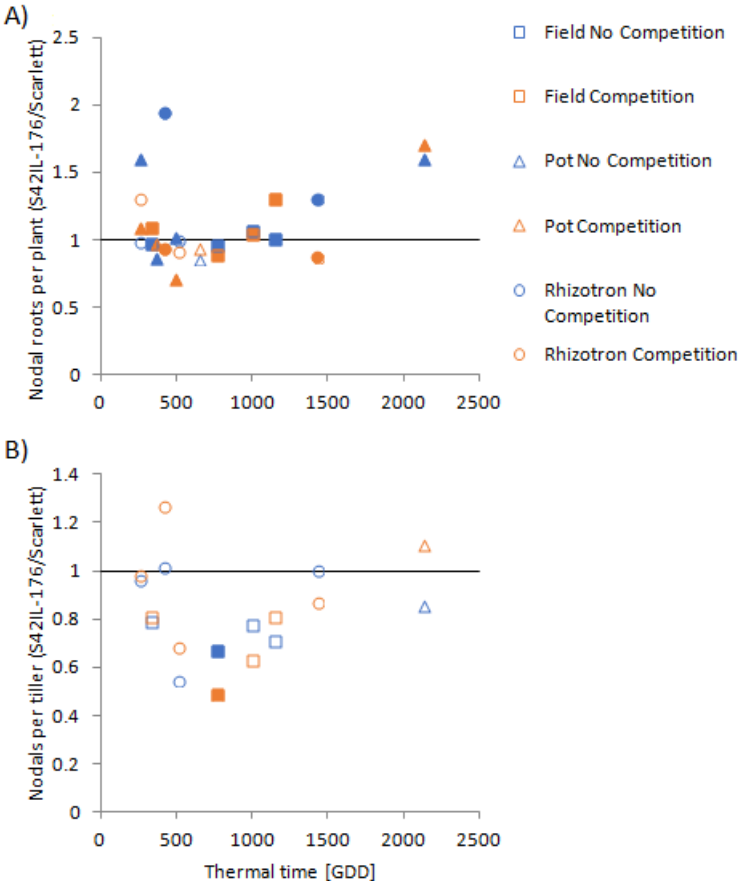 A)
Nodal roots per plant (S42IL-176/Scarlett)
2.5
2
1.5
1
0.5
0
0 500 1000 1500 2000 2500
Field No Competition
Field Competition
Pot No Competition
Pot Competition
Rhizotron No
Competition
Rhizotron Competition
B)
Nodals per tiller (S42IL-176/Scarlett)
1.4
1.2
1
0.8
0.6
0.4
0.2
0
0 500 1000 1500 2000 2500
Thermal time [GDD]